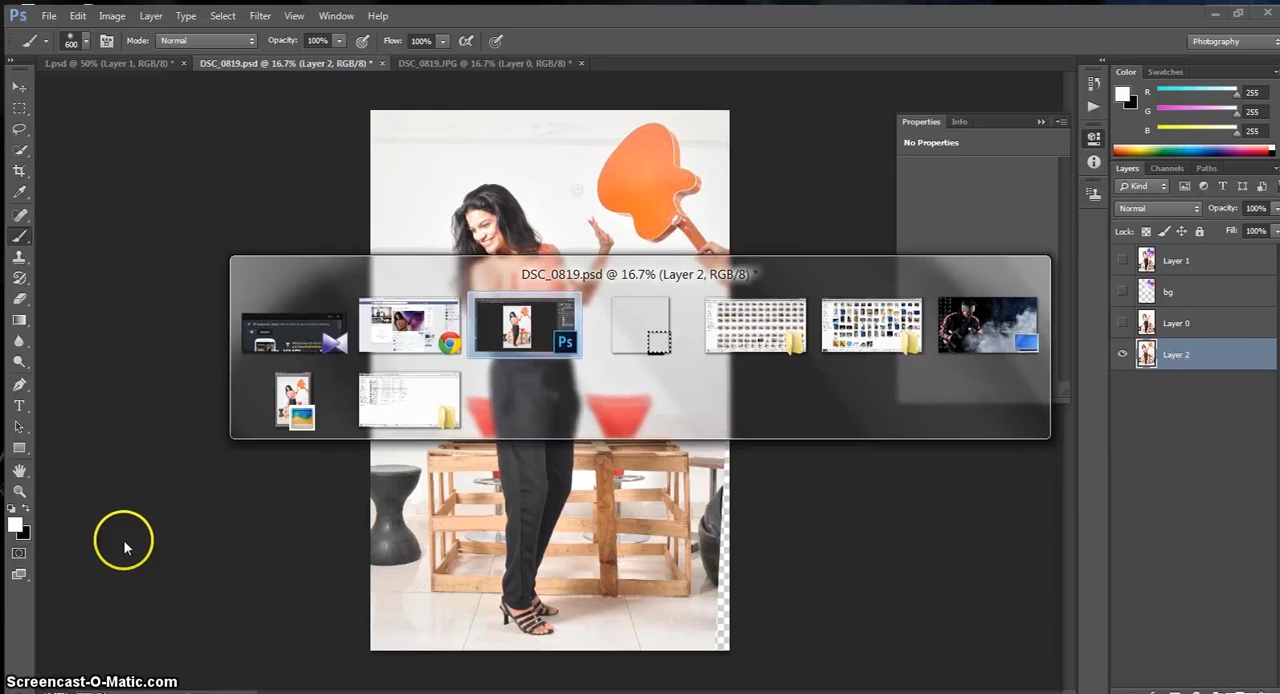 Ps File Edit Image Layer Type Select Filter View Window Help
600 Mode: Normal Opacity: 100% Flow: 100% Photography
1.psd @ 50% (Layer 1, RGB/8) * × DSC_0819.psd @ 16.7% (Layer 2, RGB/8) * × DSC_0819.JPG @ 16.7% (Layer 0, RGB/8) * ×
Color Swatches
R 255
G 255
B 255
Properties Info
No Properties
Layers Channels Paths
Kind
Normal Opacity: 100%
Lock: Fill: 100%
Layer 1
bg
Layer 0
Layer 2
DSC_0819.psd @ 16.7% (Layer 2, RGB/8) *
Ps
T
Screencast-O-Matic.com